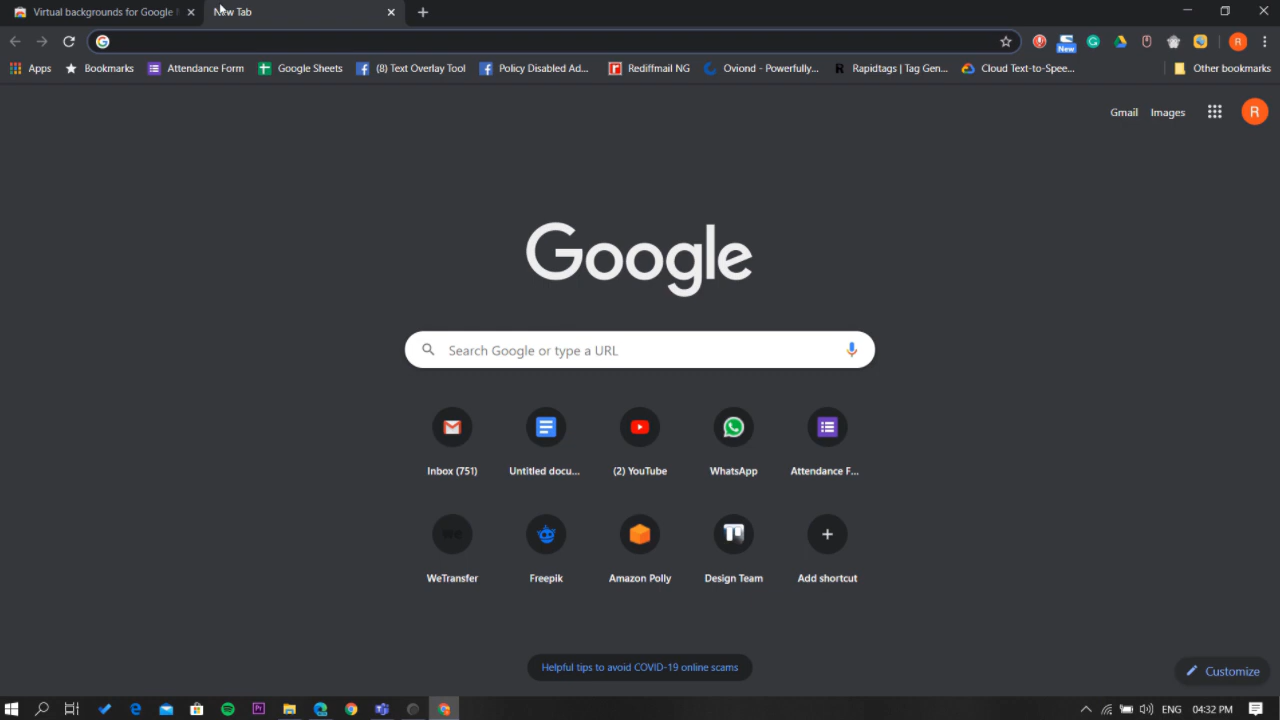 Virtual backgrounds for Google
New Tab
New
Apps
Bookmarks
Attendance Form
Google Sheets
(8) Text Overlay Tool
Policy Disabled Ad...
Rediffmail NG
Oviond - Powerfully...
Rapidtags | Tag Gen...
Cloud Text-to-Spee...
Other bookmarks
R
Gmail
Images
R
Google
Search Google or type a URL
Inbox (751)
Untitled docu...
(2) YouTube
WhatsApp
Attendance F...
WeTransfer
Freepik
Amazon Polly
Design Team
Add shortcut
Helpful tips to avoid COVID-19 online scams
Customize
Pr
ENG
04:32 PM